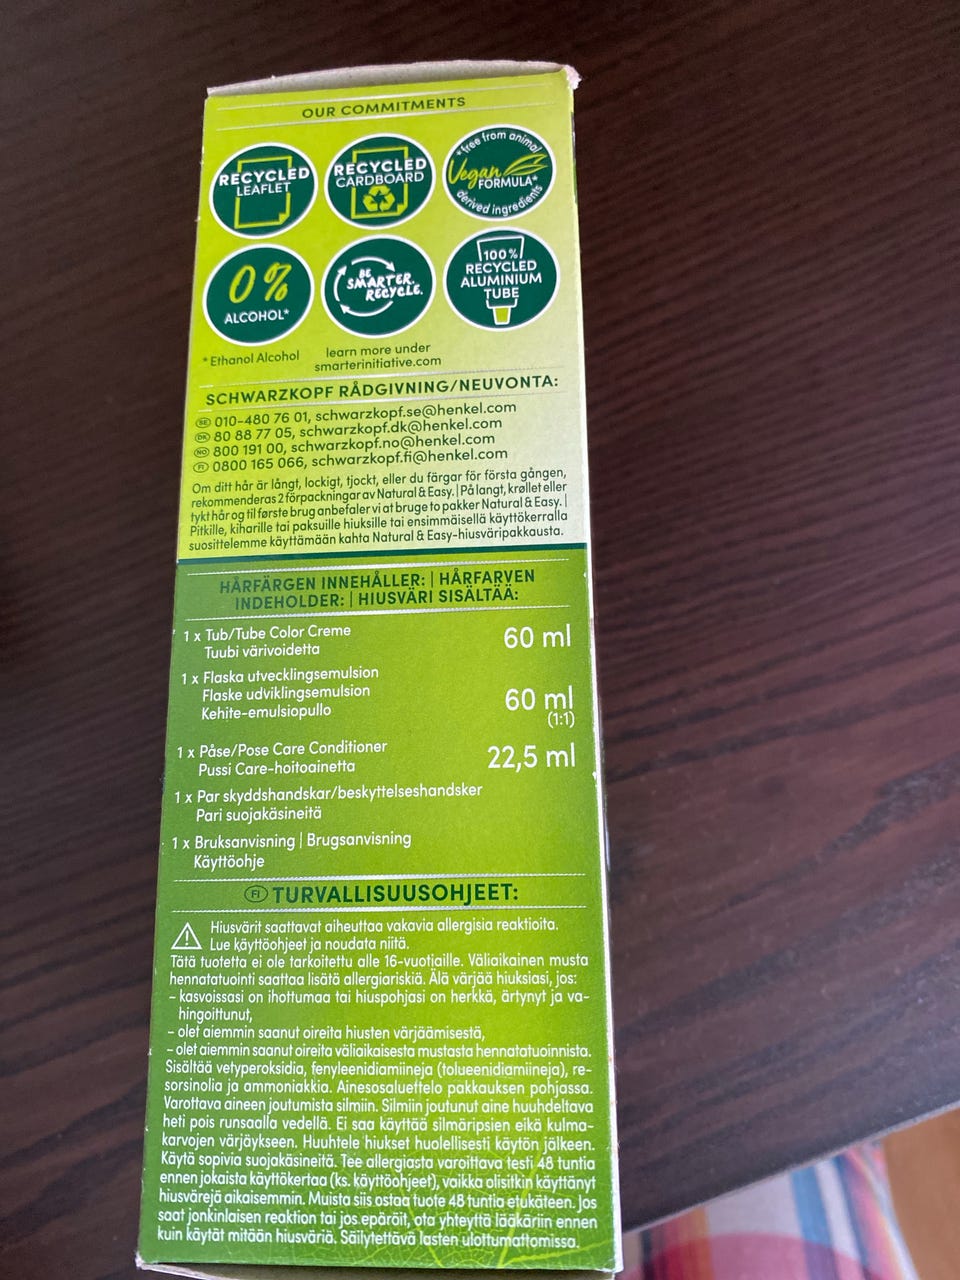 OUR COMMITMENTS
RECYCLED
LEAFLET
RECYCLED
CARDBOARD
*free from animal
Vegan
FORMULA*
derived ingredients
0%
ALCOHOL*
BE
SMARTER.
RECYCLE.
100%
RECYCLED
ALUMINIUM
TUBE
* Ethanol Alcohol
learn more under
smarterinitiative.com
SCHWARZKOPF RÅDGIVNING/NEUVONTA:
SE 010-480 76 01, schwarzkopf.se@henkel.com
DK 80 88 77 05, schwarzkopf.dk@henkel.com
NO 800 191 00, schwarzkopf.no@henkel.com
FI 0800 165 066, schwarzkopf.fi@henkel.com
Om ditt hår är långt, lockigt, tjockt, eller du färgar för första gången,
rekommenderas 2 förpackningar av Natural & Easy. | På langt, krøllet eller
tykt hår og til første brug anbefaler vi at bruge to pakker Natural & Easy. |
Pitkille, kiharille tai paksuille hiuksille tai ensimmäisellä käyttökerralla
suosittelemme käyttämään kahta Natural & Easy-hiusväripakkausta.
HÅRFÄRGEN INNEHÅLLER: | HÅRFARVEN
INDEHOLDER: | HIUSVÄRI SISÄLTÄÄ:
1 x Tub/Tube Color Creme
Tuubi värivoidetta
60 ml
1 x Flaska utvecklingsemulsion
Flaske udviklingsemulsion
Kehite-emulsiopullo
60 ml
(1:1)
1 x Påse/Pose Care Conditioner
Pussi Care-hoitoainetta
22,5 ml
1 x Par skyddshandskar/beskyttelseshandsker
Pari suojakäsineitä
1 x Bruksanvisning | Brugsanvisning
Käyttöohje
FI TURVALLISUUSOHJEET:
Hiusvärit saattavat aiheuttaa vakavia allergisia reaktioita.
Lue käyttöohjeet ja noudata niitä.
Tätä tuotetta ei ole tarkoitettu alle 16-vuotiaille. Väliaikainen musta
hennatatuointi saattaa lisätä allergiariskiä. Älä värjää hiuksiasi, jos:
- kasvoissasi on ihottumaa tai hiuspohjasi on herkkä, ärtynyt ja va-
hingoittunut,
- olet aiemmin saanut oireita hiusten värjäämisestä,
- olet aiemmin saanut oireita väliaikaisesta mustasta hennatatuoinnista.
Sisältää vetyperoksidia, fenyleenidiamiineja (tolueenidiamiineja), re-
sorsinolia ja ammoniakkia. Ainesosaluettelo pakkauksen pohjassa.
Varottava aineen joutumista silmiin. Silmiin joutunut aine huuhdeltava
heti pois runsaalla vedellä. Ei saa käyttää silmäripsien eikä kulma-
karvojen värjäykseen. Huuhtele hiukset huolellisesti käytön jälkeen.
Käytä sopivia suojakäsineitä. Tee allergiasta varoittava testi 48 tuntia
ennen jokaista käyttökertaa (ks. käyttöohjeet), vaikka olisitkin käyttänyt
hiusvärejä aikaisemmin. Muista siis ostaa tuote 48 tuntia etukäteen. Jos
saat jonkinlaisen reaktion tai jos epäröit, ota yhteyttä lääkäriin ennen
kuin käytät mitään hiusväriä. Säilytettävä lasten ulottumattomissa.